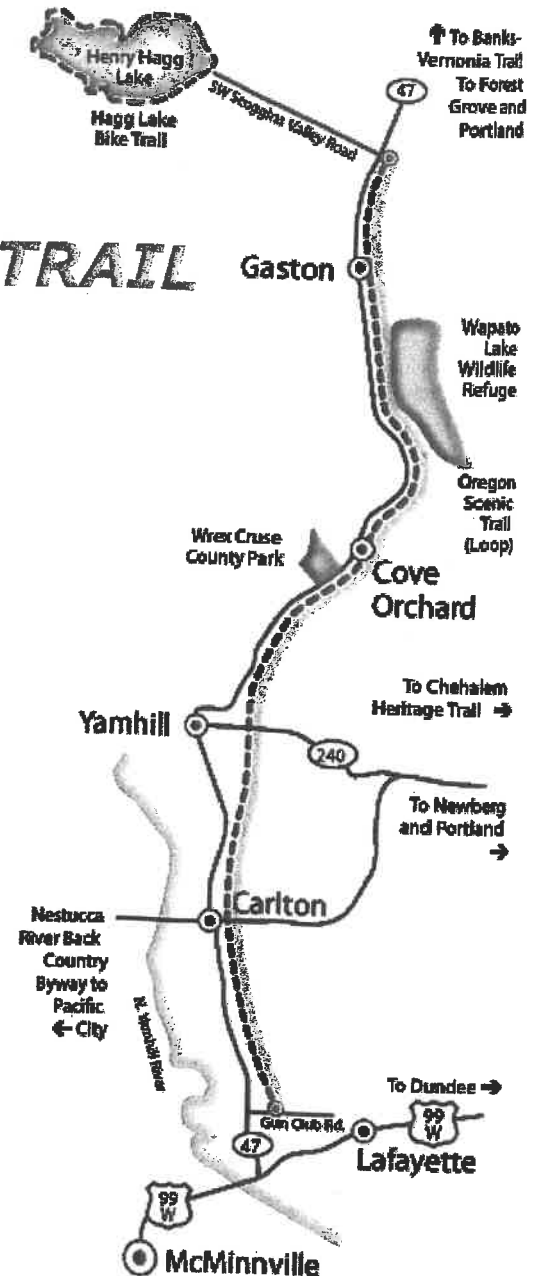 Henry Hagg
Lake
Hagg Lake
Bike Trail
SW Scoggins Valley Road
To Banks-
Vernonia Trail
47
To Forest
Grove and
Portland
TRAIL
Gaston
Wapato
Lake
Wildlife
Refuge
Oregon
Scenic
Trail
(Loop)
Wrex Cruse
County Park
Cove
Orchard
To Chehalem
Heritage Trail →
Yamhill
240
To Newberg
and Portland
→
Carlton
Nestucca
River Back
Country
Byway to
Pacific
← City
N. Yamhill River
To Dundee →
Gun Club Rd.
99
W
47
Lafayette
99
W
McMinnville